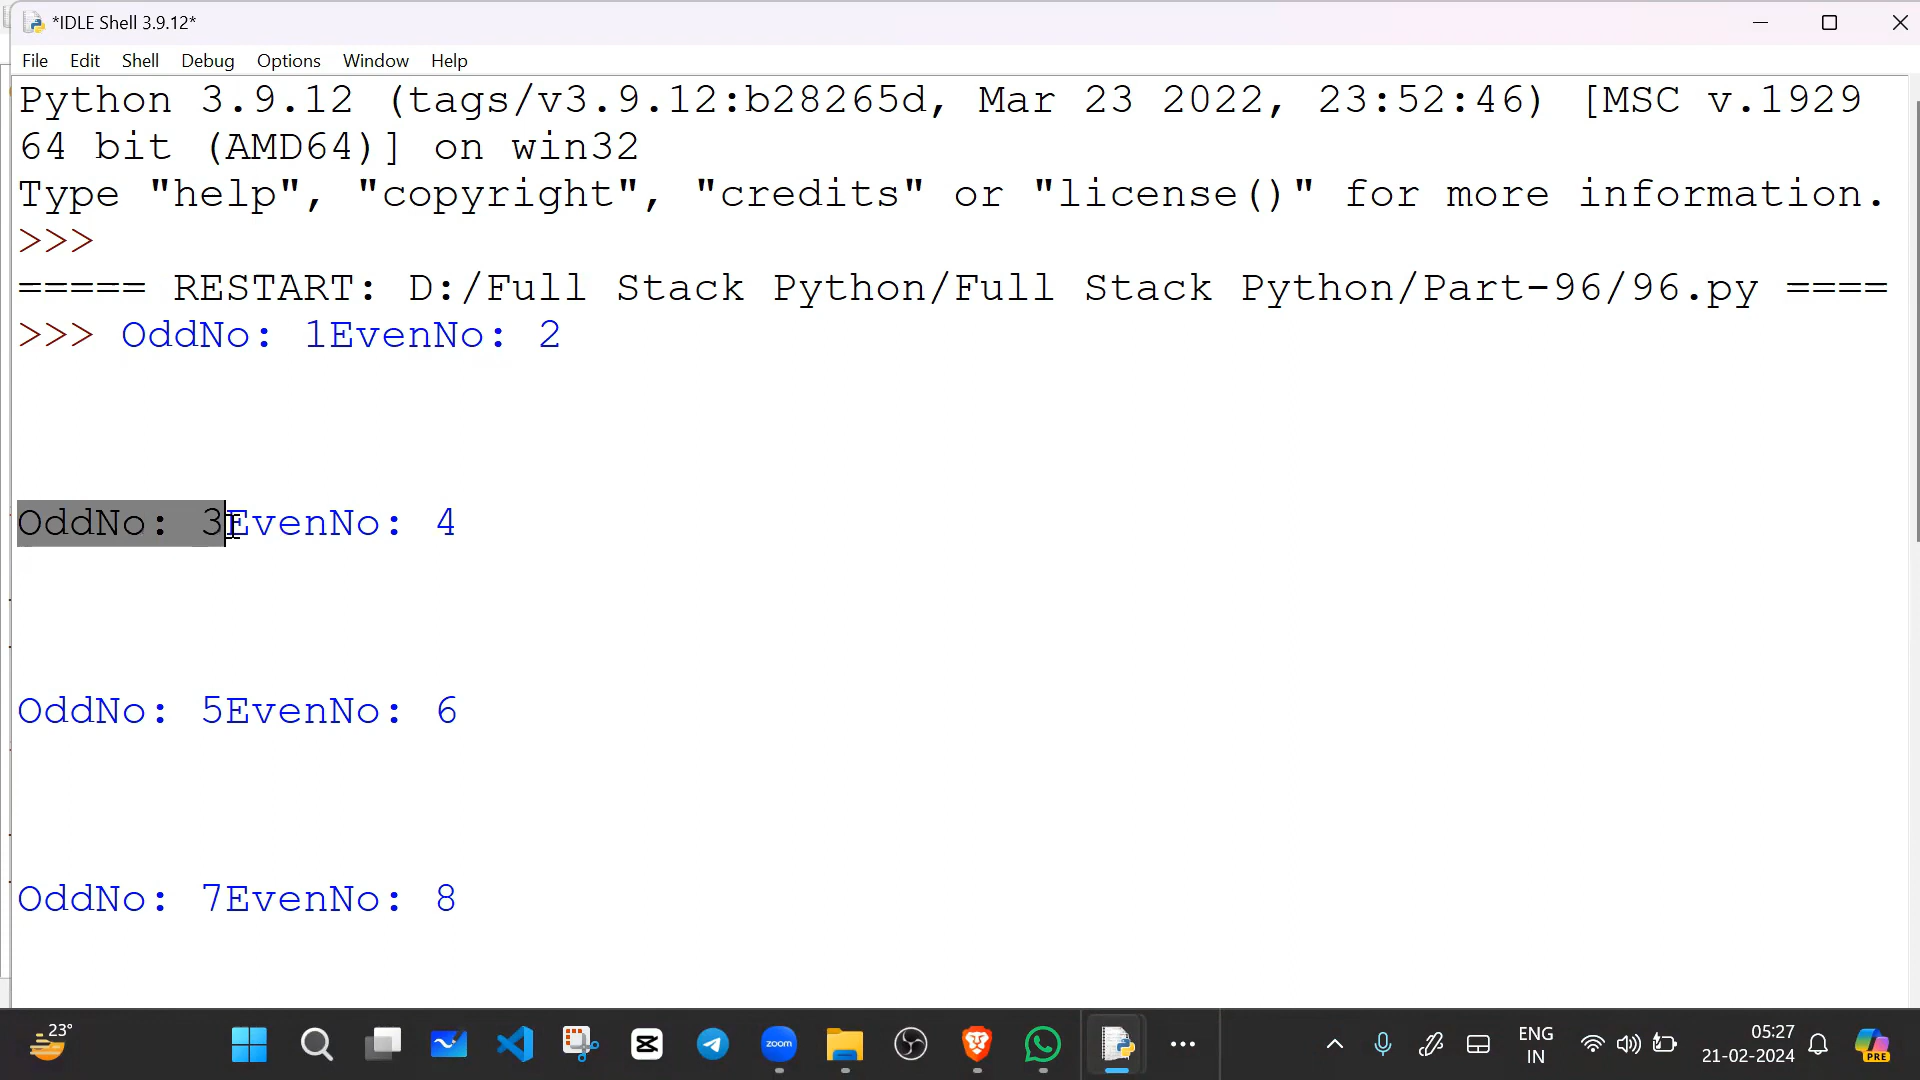 *IDLE Shell 3.9.12*
File Edit Shell Debug Options Window Help
Python 3.9.12 (tags/v3.9.12:b28265d, Mar 23 2022, 23:52:46) [MSC v.1929
64 bit (AMD64)] on win32
Type "help", "copyright", "credits" or "license()" for more information.
>>>
===== RESTART: D:/Full Stack Python/Full Stack Python/Part-96/96.py ====
>>> OddNo: 1EvenNo: 2
OddNo: 3EvenNo: 4
OddNo: 5EvenNo: 6
OddNo: 7EvenNo: 8
23°
zoom
ENG
IN
05:27
21-02-2024
PRE